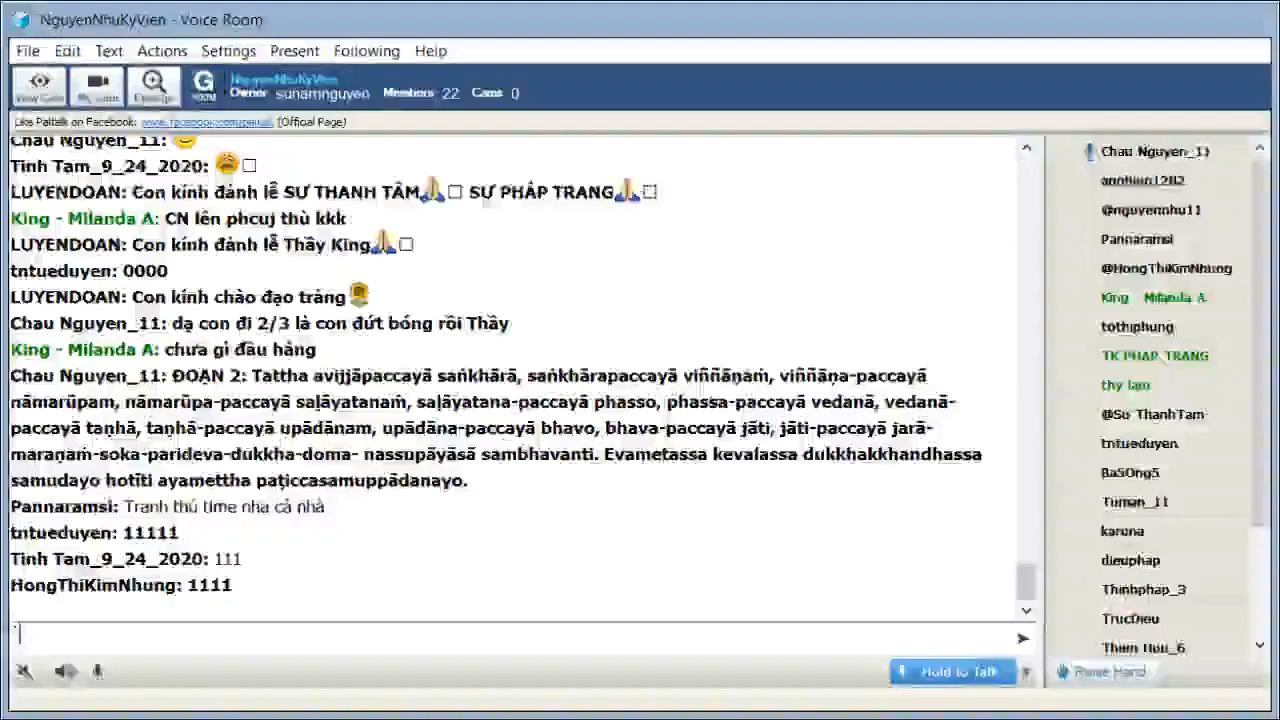 NguyenNhuKyVien - Voice Room
File Edit Text Actions Settings Present Following Help
NguyenNhuKyVien
G ROOM Owner sunamnguyen Members 22 Cams 0
Like Paltalk on Facebook: (Official Page)
Chau Nguyen_11:
Tinh Tam_9_24_2020:
LUYENDOAN: Con kính đảnh lễ SƯ THANH TÂM SƯ PHÁP TRANG
King - Milanda A: CN lên phcuj thù kkk
LUYENDOAN: Con kính đảnh lễ Thầy King
tntueduyen: 0000
LUYENDOAN: Con kính chào đạo tràng
Chau Nguyen_11: dạ con đi 2/3 là con đứt bóng rồi Thầy
King - Milanda A: chưa gì đầu hàng
Chau Nguyen_11: ĐOẠN 2: Tattha avijjāpaccayā saṅkhārā, saṅkhārapaccayā viññāṇaṁ, viññāṇa-paccayā
nāmarūpam, nāmarūpa-paccayā saḷāyatanaṁ, saḷāyatana-paccayā phasso, phassa-paccayā vedanā, vedanā-
paccayā taṇhā, taṇhā-paccayā upādānam, upādāna-paccayā bhavo, bhava-paccayā jāti, jāti-paccayā jarā-
maraṇaṁ-soka-parideva-dukkha-doma- nassupāyāsā sambhavanti. Evametassa kevalassa dukkhakkhandhassa
samudayo hotīti ayamettha paṭiccasamuppādanayo.
Pannaramsi: Tranh thủ time nha cả nhà
tntueduyen: 11111
Tinh Tam_9_24_2020: 111
HongThiKimNhung: 1111
Hold to Talk
Chau Nguyen_11
@nguyennhu11
Pannaramsi
@HongThiKimNhung
King Milanda A
tothiphung
TK PHAP TRANG
thy lam
@Su ThanhTam
tntueduyen
BaSOng5
Tuman_11
karuna
dieuphap
Thinhphap_3
TrucDieu
Raise Hand